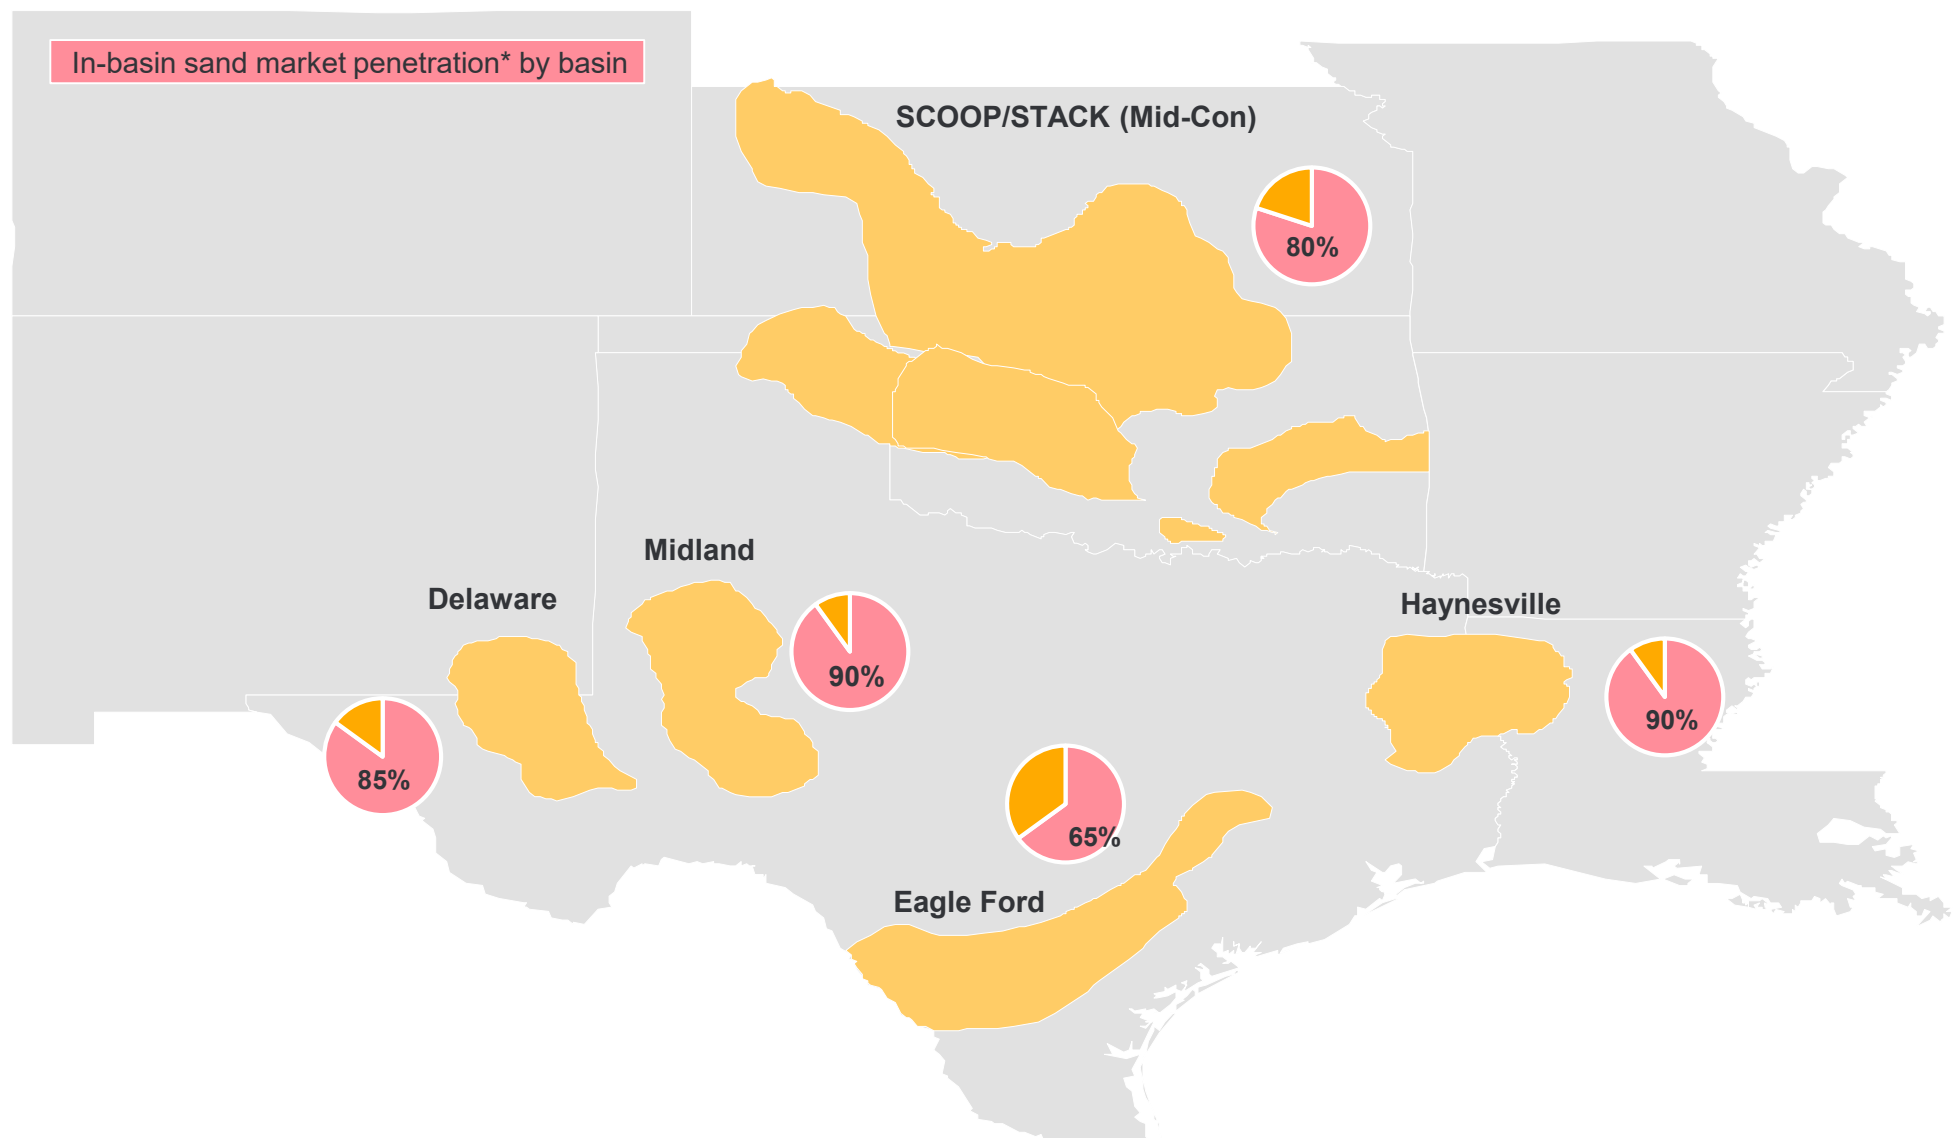 In-basin sand market penetration* by basin
SCOOP/STACK (Mid-Con)
80%
Midland
Delaware
90%
85%
Haynesville
90%
65%
Eagle Ford